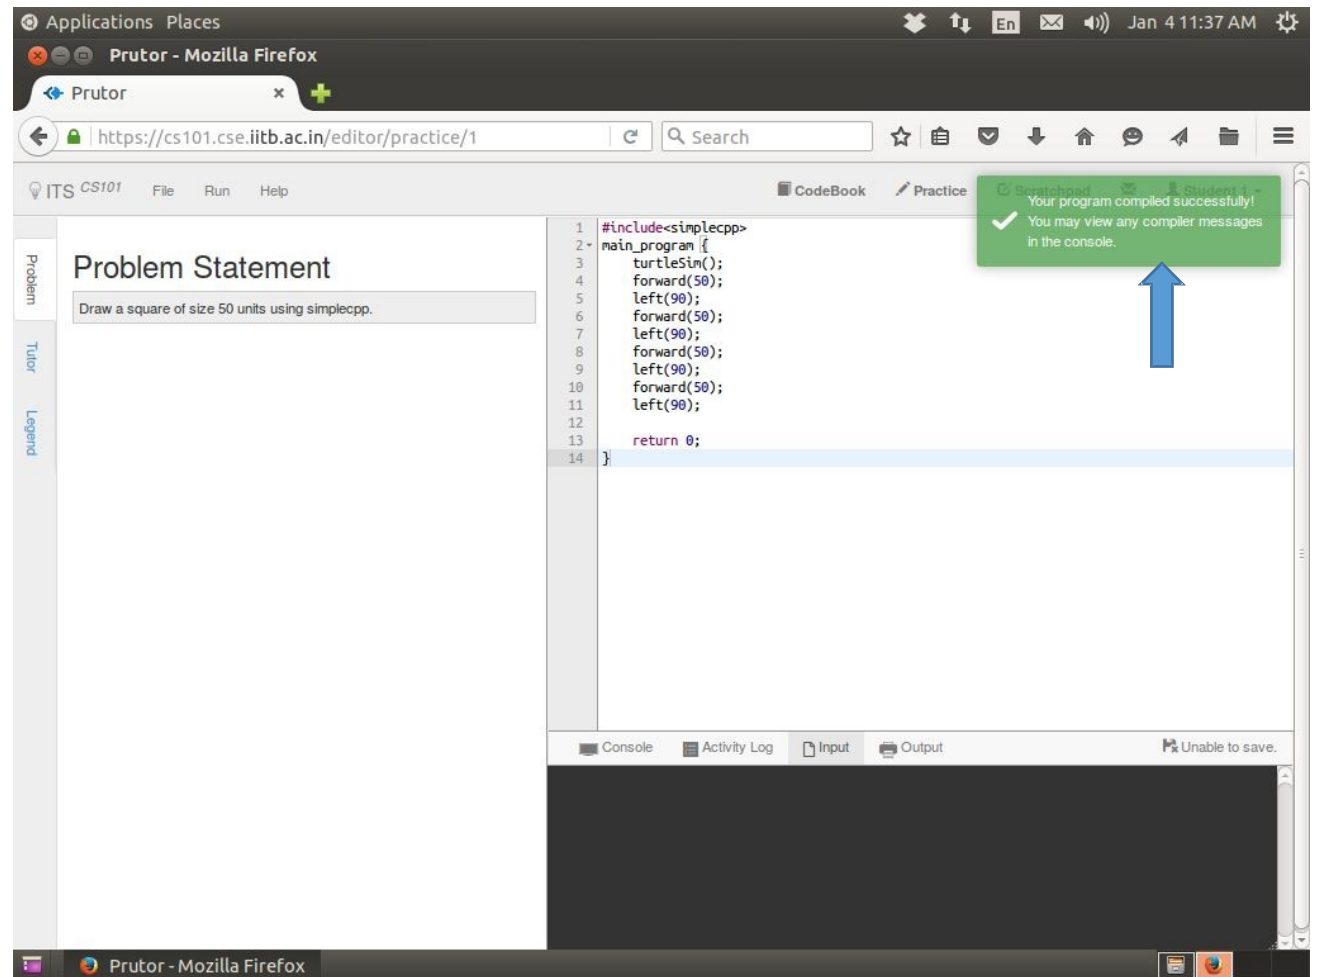 Applications Places
En
Jan 4 11:37 AM
Prutor - Mozilla Firefox
Prutor
https://cs101.cse.iitb.ac.in/editor/practice/1
Search
ITS CS101 File Run Help
CodeBook Practice Scratchpad Student 1
Your program compiled successfully!
You may view any compiler messages
in the console.
Problem
Tutor
Legend
Problem Statement
Draw a square of size 50 units using simplecpp.
1 #include<simplecpp>
2 main_program {
3 turtleSim();
4 forward(50);
5 left(90);
6 forward(50);
7 left(90);
8 forward(50);
9 left(90);
10 forward(50);
11 left(90);
12
13 return 0;
14 }
Console Activity Log Input Output Unable to save.
Prutor - Mozilla Firefox